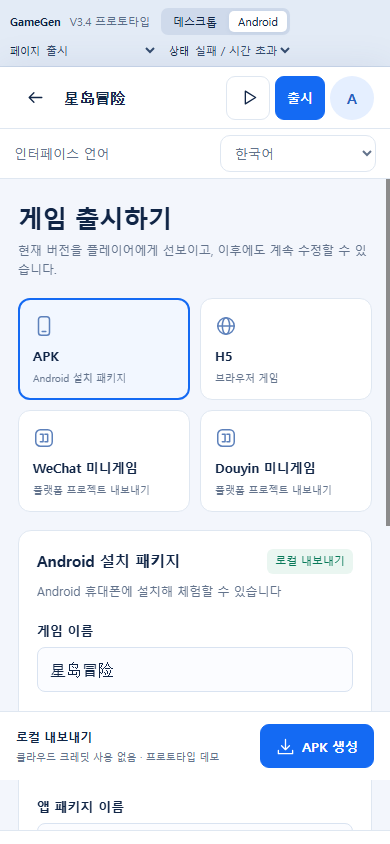 GameGen V3.4 프로토타입 데스크톱 Android
페이지 출시 상태 실패 / 시간 초과
星岛冒险 출시 A
인터페이스 언어 한국어
게임 출시하기
현재 버전을 플레이어에게 선보이고, 이후에도 계속 수정할 수 있
습니다.
APK
Android 설치 패키지
H5
브라우저 게임
WeChat 미니게임
플랫폼 프로젝트 내보내기
Douyin 미니게임
플랫폼 프로젝트 내보내기
Android 설치 패키지 로컬 내보내기
Android 휴대폰에 설치해 체험할 수 있습니다
게임 이름
星岛冒险
로컬 내보내기
클라우드 크레딧 사용 없음 · 프로토타입 데모
APK 생성
앱 패키지 이름